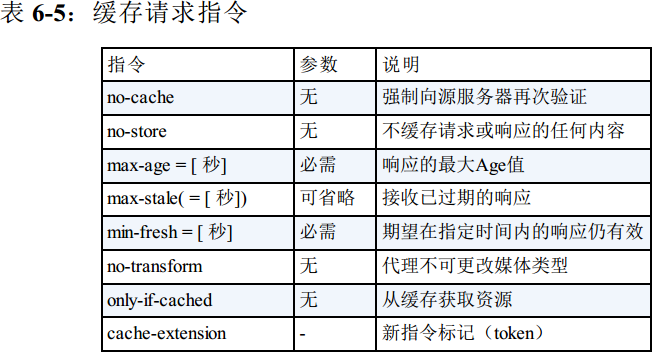 表 6-5：缓存请求指令
指令 参数 说明
no-cache 无 强制向源服务器再次验证
no-store 无 不缓存请求或响应的任何内容
max-age = [ 秒] 必需 响应的最大Age值
max-stale( = [ 秒]) 可省略 接收已过期的响应
min-fresh = [ 秒] 必需 期望在指定时间内的响应仍有效
no-transform 无 代理不可更改媒体类型
only-if-cached 无 从缓存获取资源
cache-extension - 新指令标记（token）